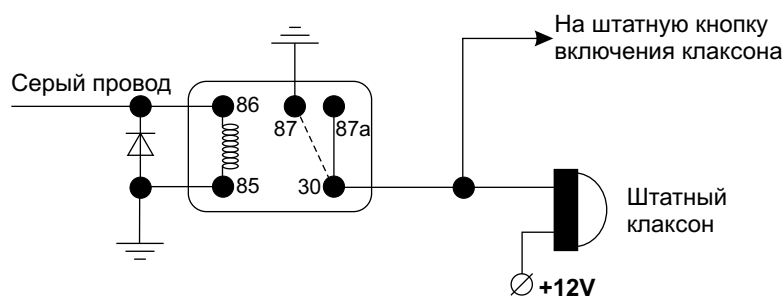 На штатную кнопку
включения клаксона
Серый провод
86
87
87a
85
30
Штатный
клаксон
+12V